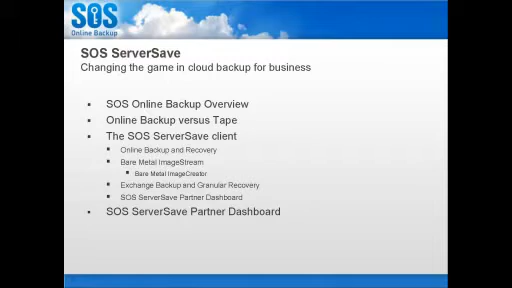 SOS
Online Backup
SOS ServerSave
Changing the game in cloud backup for business
SOS Online Backup Overview
Online Backup versus Tape
The SOS ServerSave client
Online Backup and Recovery
Bare Metal ImageStream
Bare Metal ImageCreator
Exchange Backup and Granular Recovery
SOS ServerSave Partner Dashboard
SOS ServerSave Partner Dashboard